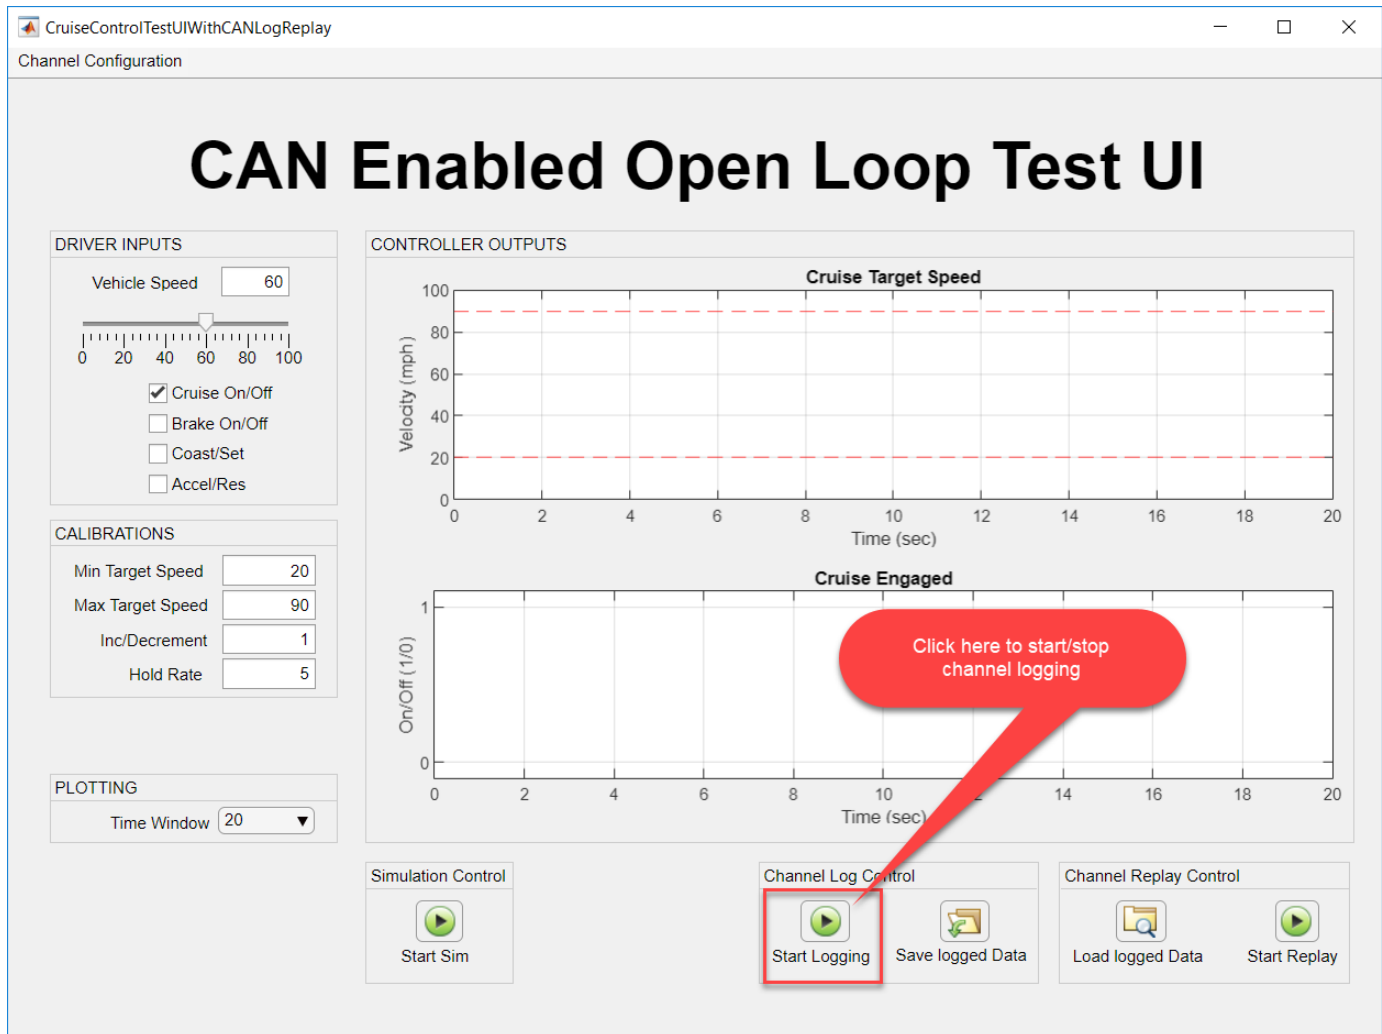 CruiseControlTestUIWithCANLogReplay
Channel Configuration
CAN Enabled Open Loop Test UI
DRIVER INPUTS
Vehicle Speed 60
0 20 40 60 80 100
Cruise On/Off
Brake On/Off
Coast/Set
Accel/Res
CALIBRATIONS
Min Target Speed 20
Max Target Speed 90
Inc/Decrement 1
Hold Rate 5
PLOTTING
Time Window 20
CONTROLLER OUTPUTS
Cruise Target Speed
Velocity (mph)
100
80
60
40
20
0
0 2 4 6 8 10 12 14 16 18 20
Time (sec)
Cruise Engaged
On/Off (1/0)
1
0
0 2 4 6 8 10 2 14 16 18 20
Time (sec)
Click here to start/stop
channel logging
Simulation Control
Start Sim
Channel Log Control
Start Logging Save logged Data
Channel Replay Control
Load logged Data Start Replay